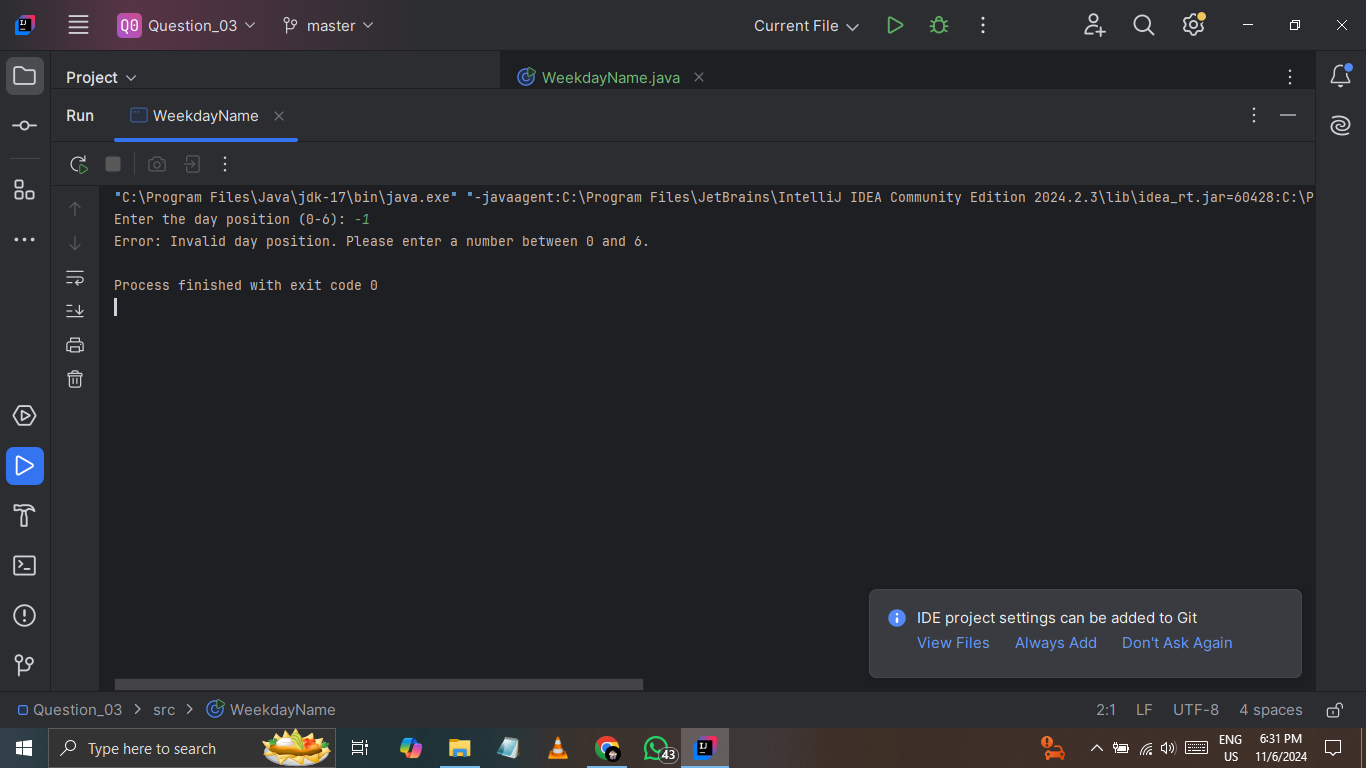 Q0 Question_03 master Current File
Project WeekdayName.java
Run WeekdayName
"C:\Program Files\Java\jdk-17\bin\java.exe" "-javaagent:C:\Program Files\JetBrains\IntelliJ IDEA Community Edition 2024.2.3\lib\idea_rt.jar=60428:C:\P
Enter the day position (0-6): -1
Error: Invalid day position. Please enter a number between 0 and 6.
Process finished with exit code 0
IDE project settings can be added to Git
View Files Always Add Don't Ask Again
Question_03 > src > WeekdayName 2:1 LF UTF-8 4 spaces
Type here to search 43 ENG 6:31 PM
US 11/6/2024